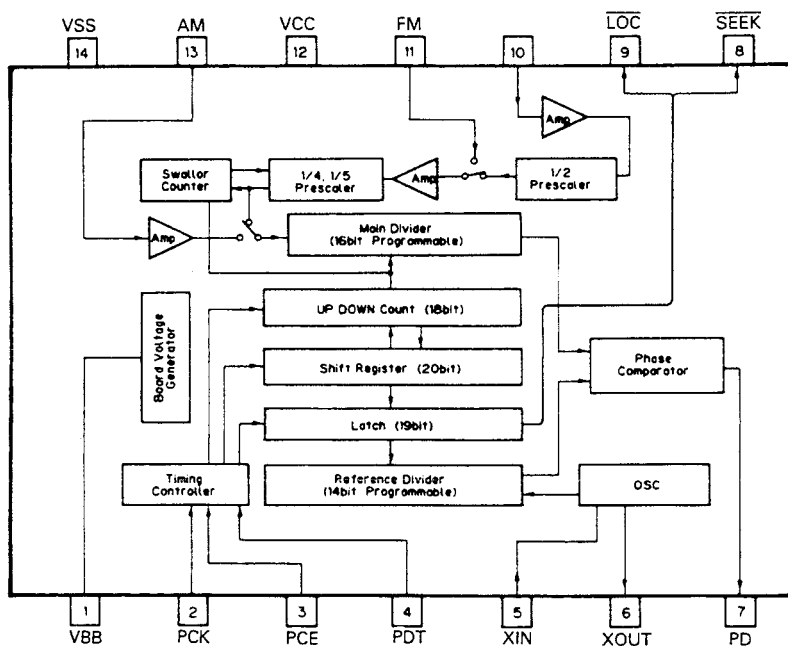 VSS AM VCC FM LOC SEEK
14 13 12 11 10 9 8
Amp
Swallor
Counter
1/4, 1/5
Prescaler
Amp
1/2
Prescaler
Amp
Main Divider
(16bit Programmable)
UP DOWN Count (18bit)
Board Voltage
Generator
Shift Register (20bit)
Phase
Comparator
Latch (19bit)
Timing
Controller
Reference Divider
(14bit Programmable)
OSC
1 2 3 4 5 6 7
VBB PCK PCE PDT XIN XOUT PD